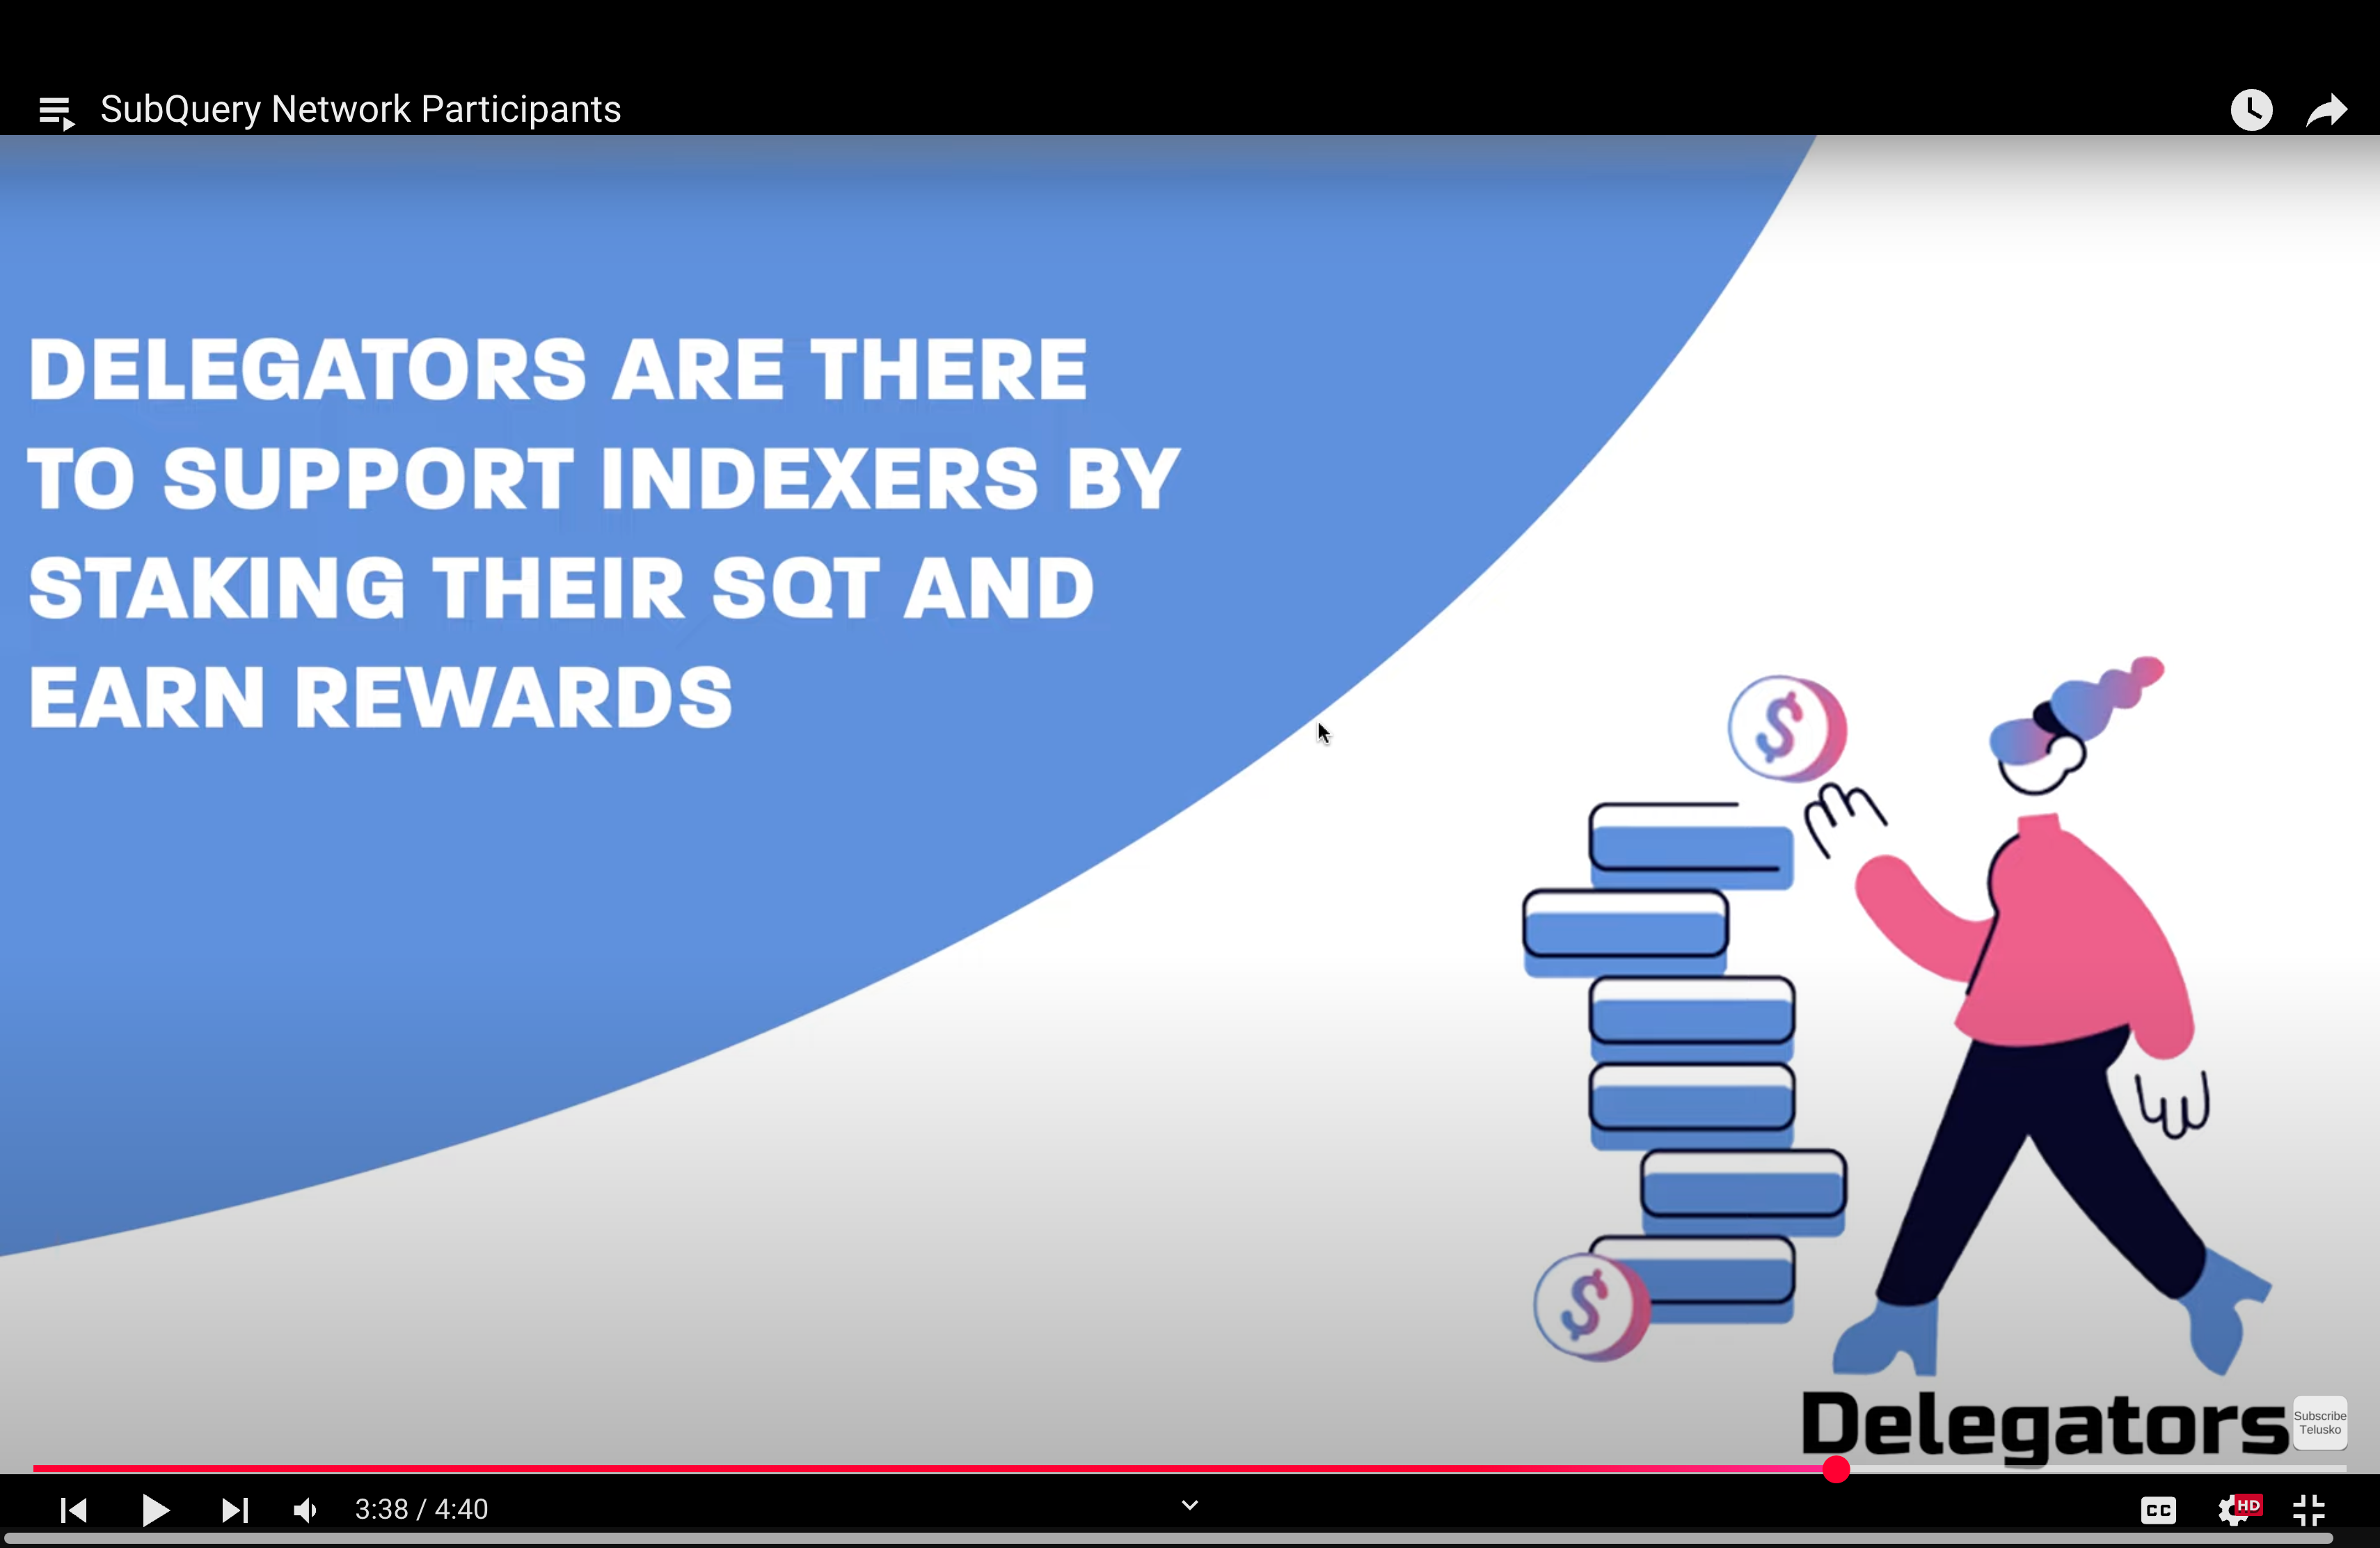 SubQuery Network Participants
DELEGATORS ARE THERE
TO SUPPORT INDEXERS BY
STAKING THEIR SQT AND
EARN REWARDS
$
$
Delegators
Subscribe
Telusko
3:38 / 4:40
CC
HD